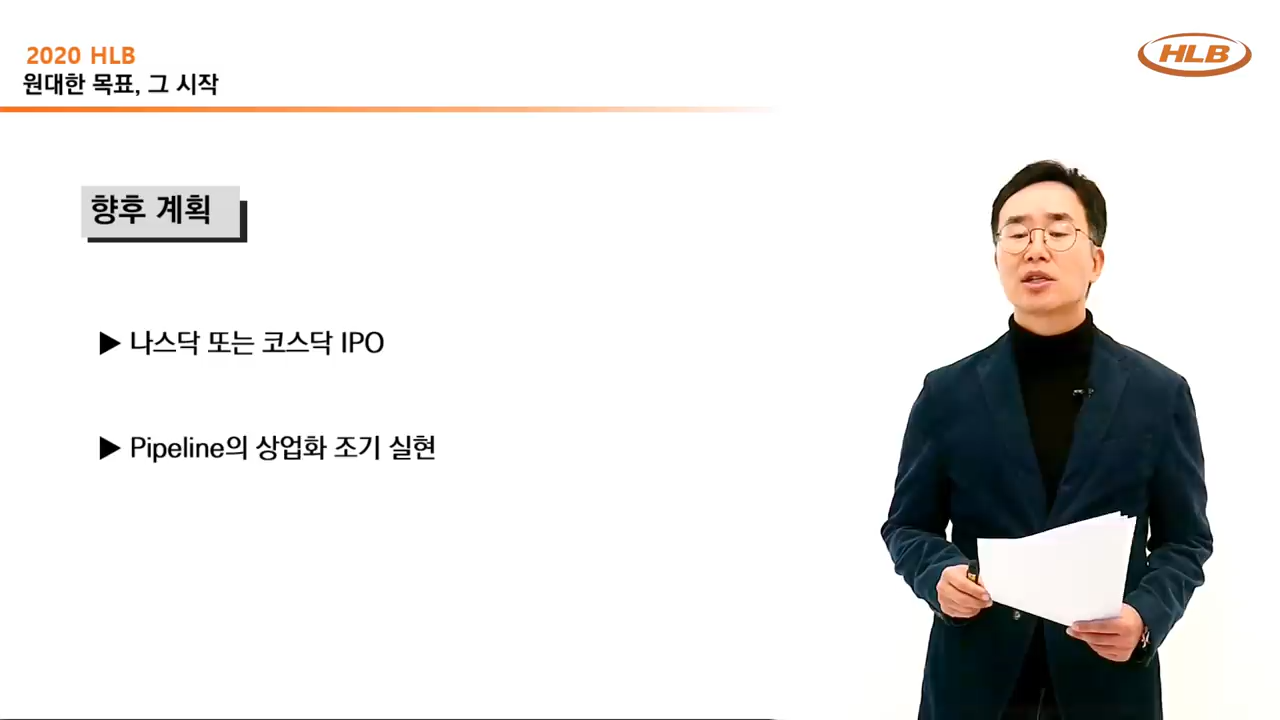 2020 HLB
원대한 목표, 그 시작
HLB
향후 계획
▶ 나스닥 또는 코스닥 IPO
▶ Pipeline의 상업화 조기 실현